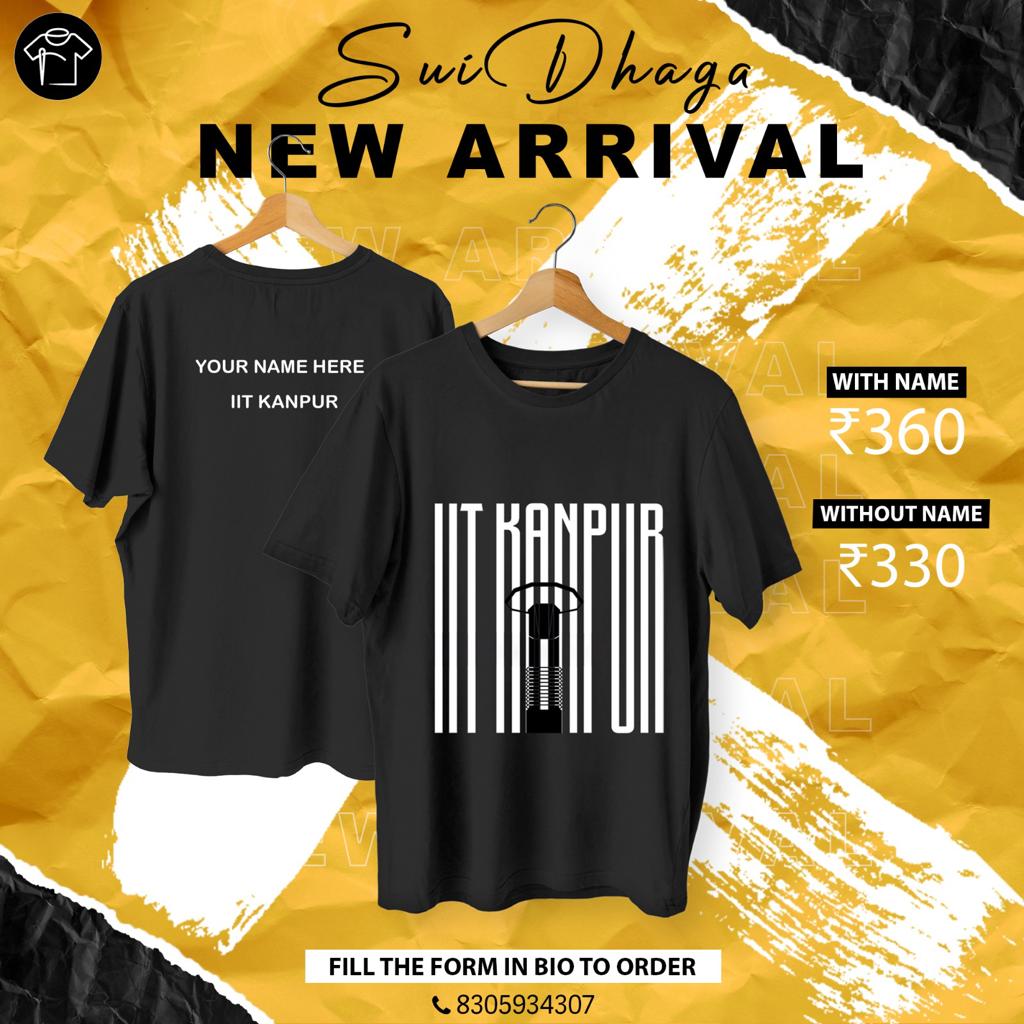 Sui Dhaga
NEW ARRIVAL
YOUR NAME HERE
IIT KANPUR
IIT KANPUR
WITH NAME
₹360
WITHOUT NAME
₹330
FILL THE FORM IN BIO TO ORDER
8305934307